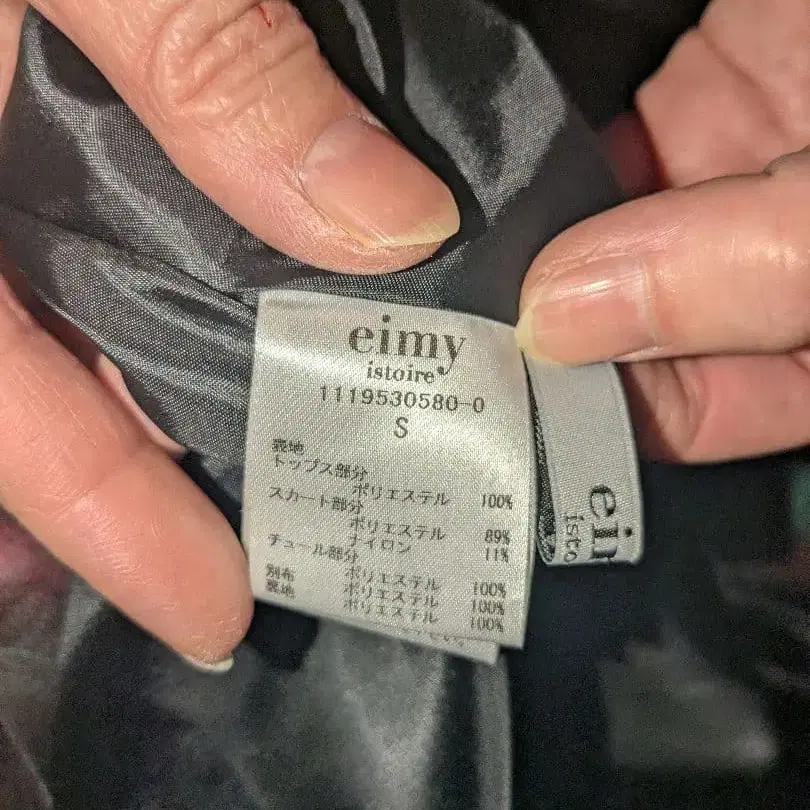 eimy
istoire
1119530580-0
S
表地
トップス部分
ポリエステル 100%
スカート部分
ポリエステル 89%
ナイロン 11%
チュール部分
ポリエステル 100%
別布 ポリエステル 100%
裏地 ポリエステル 100%
ei
isto